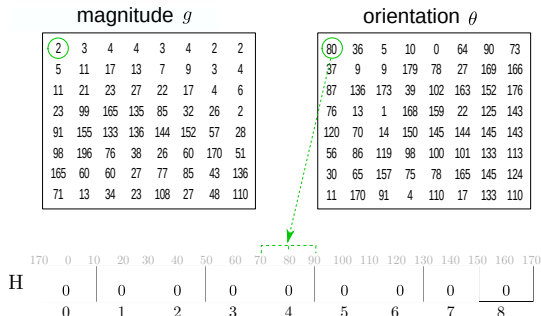 magnitude g orientation θ
2 3 4 4 3 4 2 2 80 36 5 10 0 64 90 73
5 11 17 13 7 9 3 4 37 9 9 179 78 27 169 166
11 21 23 27 22 17 4 6 87 136 173 39 102 163 152 176
23 99 165 135 85 32 26 2 76 13 1 168 159 22 125 143
91 155 133 136 144 152 57 28 120 70 14 150 145 144 145 143
98 196 76 38 26 60 170 51 56 86 119 98 100 101 133 113
165 60 60 27 77 85 43 136 30 65 157 75 78 165 145 124
71 13 34 23 108 27 48 110 11 170 91 4 110 17 133 110
170 0 10 20 30 40 50 60 70 80 90 100 110 120 130 140 150 160 170
H 0 0 0 0 0 0 0 0 0
0 1 2 3 4 5 6 7 8